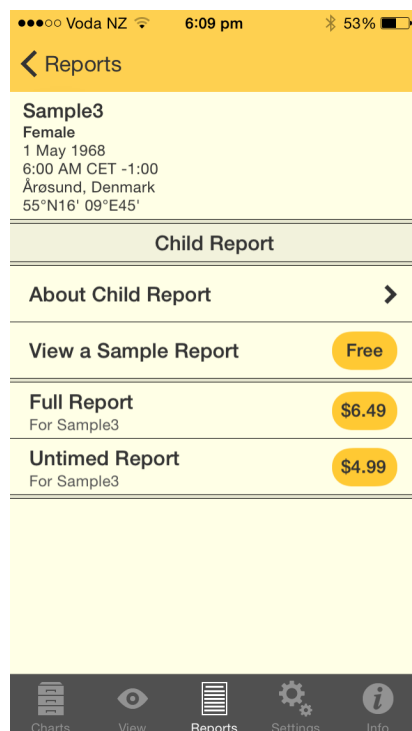 Voda NZ 6:09 pm 53%
Reports
Sample3
Female
1 May 1968
6:00 AM CET -1:00
Årøsund, Denmark
55°N16' 09°E45'
Child Report
About Child Report
View a Sample Report Free
Full Report $6.49
For Sample3
Untimed Report $4.99
For Sample3
Charts View Reports Settings Info